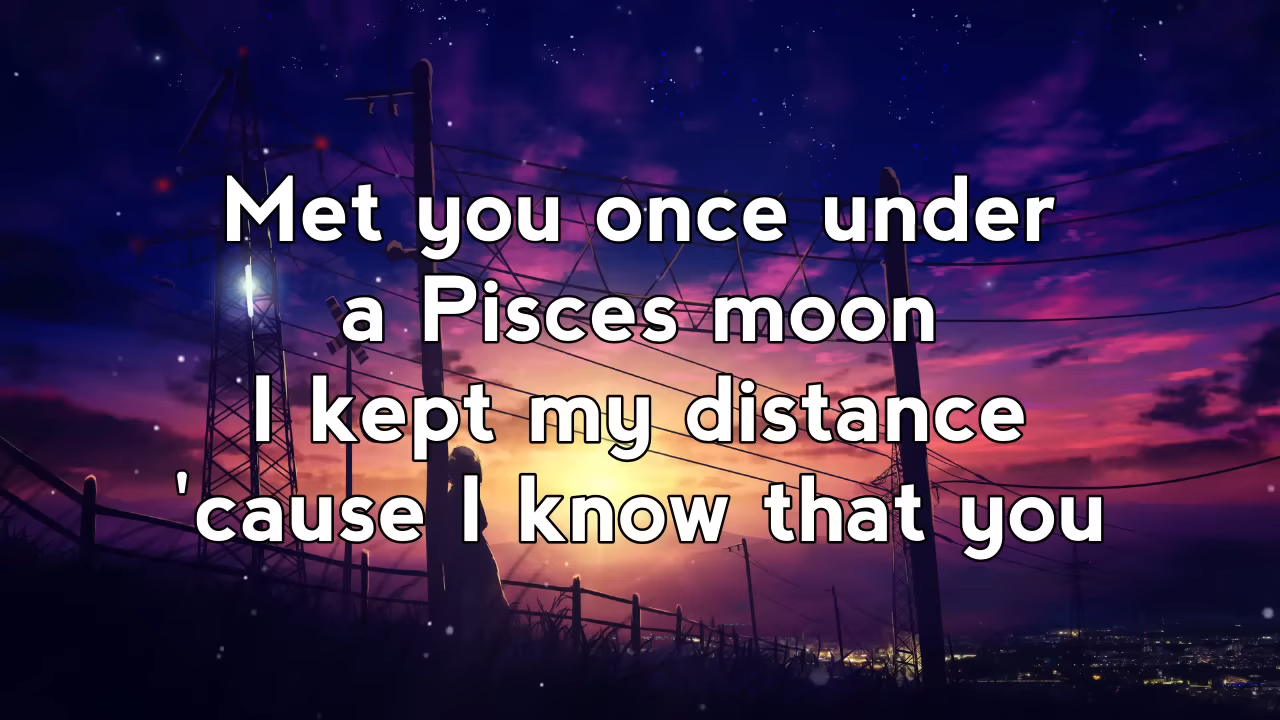 Met you once under
a Pisces moon
I kept my distance
'cause I know that you